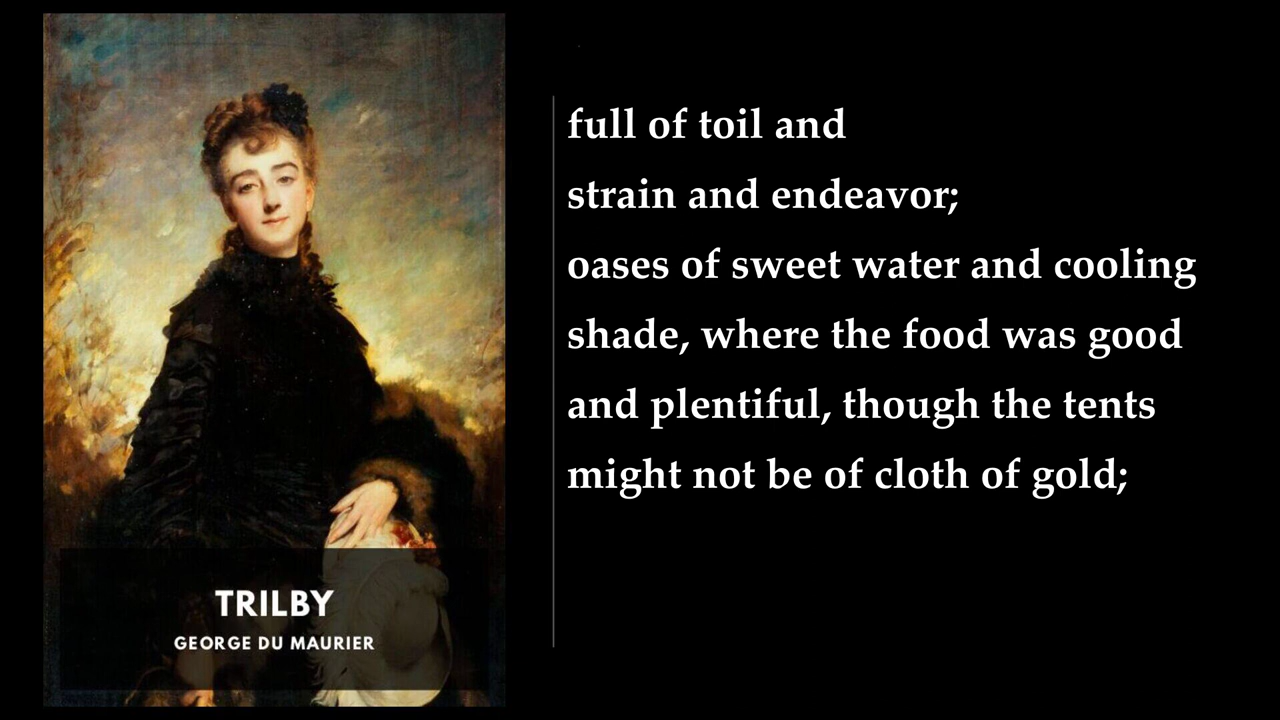 full of toil and
strain and endeavor;
oases of sweet water and cooling
shade, where the food was good
and plentiful, though the tents
might not be of cloth of gold;
TRILBY
GEORGE DU MAURIER